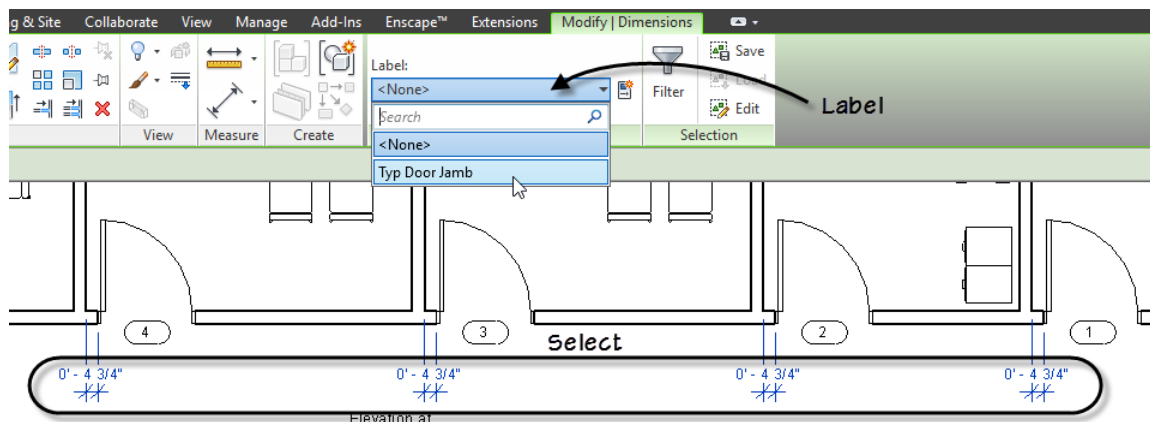 g & Site Collaborate View Manage Add-Ins Enscape™ Extensions Modify | Dimensions
Label:
<None>
Search
<None>
Typ Door Jamb
Filter
Save
Load
Edit
Label
View Measure Create Selection
4 3 2 1
Select
0' - 4 3/4" 0' - 4 3/4" 0' - 4 3/4" 0' - 4 3/4"
Elevation at